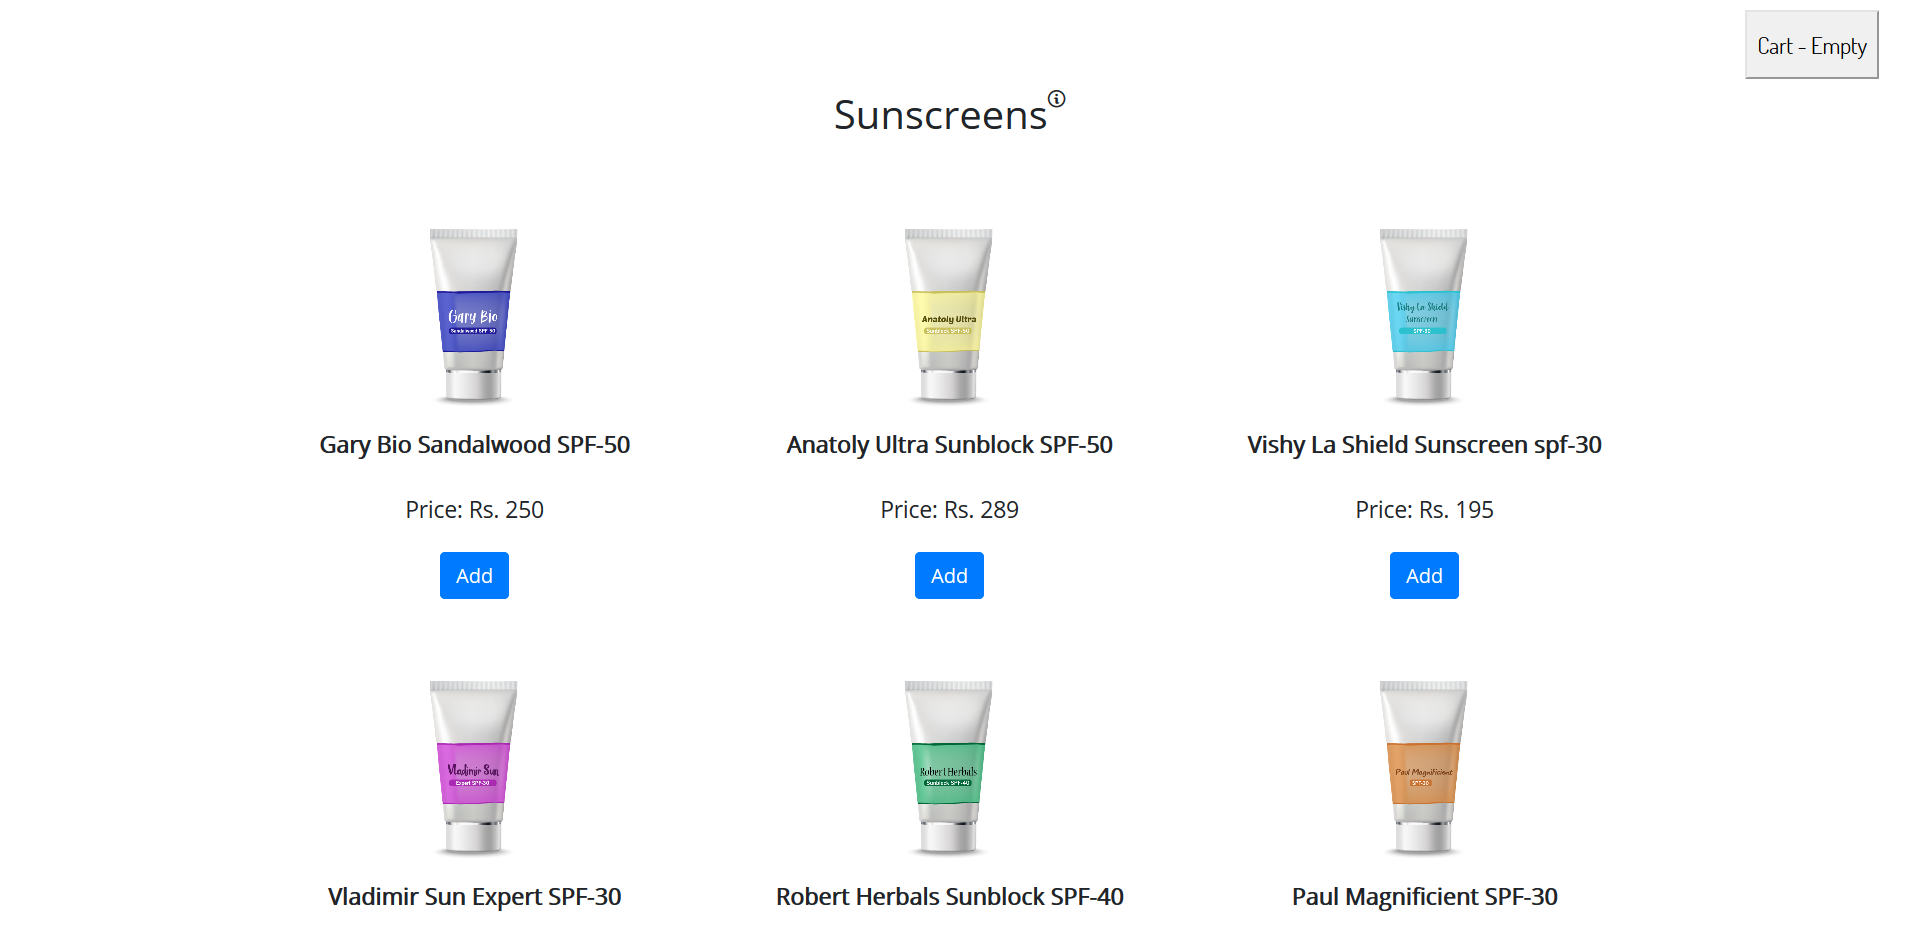 Cart - Empty
Sunscreens
Gary Bio
Sandalwood SPF-50
Anatoly Ultra
Sunblock SPF-50
Vishy La Shield
Sunscreen
SPF-30
Gary Bio Sandalwood SPF-50
Anatoly Ultra Sunblock SPF-50
Vishy La Shield Sunscreen spf-30
Price: Rs. 250
Price: Rs. 289
Price: Rs. 195
Add
Add
Add
Vladimir Sun
Expert SPF-30
Robert Herbals
Sunblock SPF-40
Paul Magnificient
SPF-30
Vladimir Sun Expert SPF-30
Robert Herbals Sunblock SPF-40
Paul Magnificient SPF-30